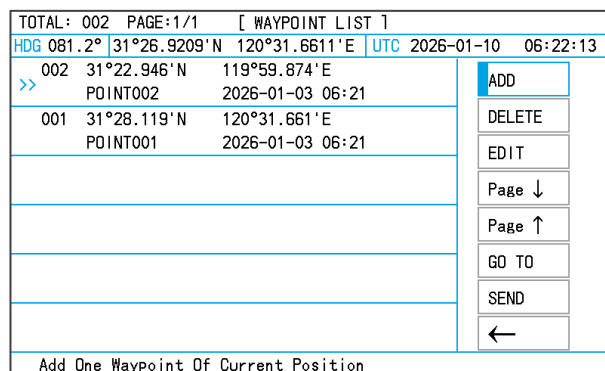 TOTAL: 002 PAGE:1/1 [ WAYPOINT LIST ]
HDG 081.2° 31°26.9209'N 120°31.6611'E UTC 2026-01-10 06:22:13
>> 002 31°22.946'N 119°59.874'E
POINT002 2026-01-03 06:21
001 31°28.119'N 120°31.661'E
POINT001 2026-01-03 06:21
ADD
DELETE
EDIT
Page ↓
Page ↑
GO TO
SEND
←
Add One Waypoint Of Current Position